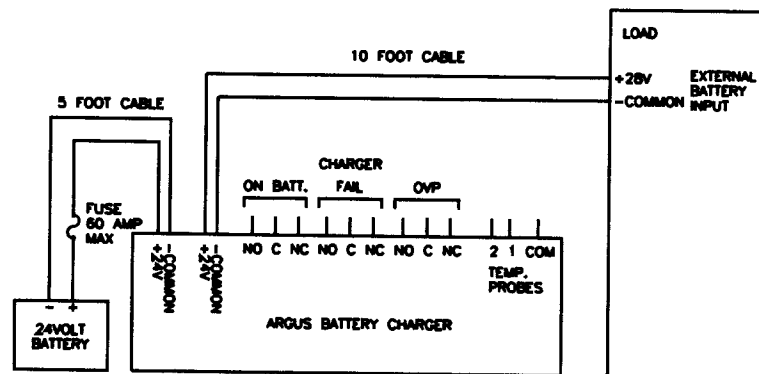 LOAD
10 FOOT CABLE
+28V
EXTERNAL
BATTERY
INPUT
-COMMON
5 FOOT CABLE
CHARGER
ON BATT.
FAIL
OVP
FUSE
60 AMP
MAX
-COMMON
+24V
-COMMON
+24V
NO C NC NO C NC NO C NC
2 1 COM
TEMP.
PROBES
- +
24VOLT
BATTERY
ARGUS BATTERY CHARGER